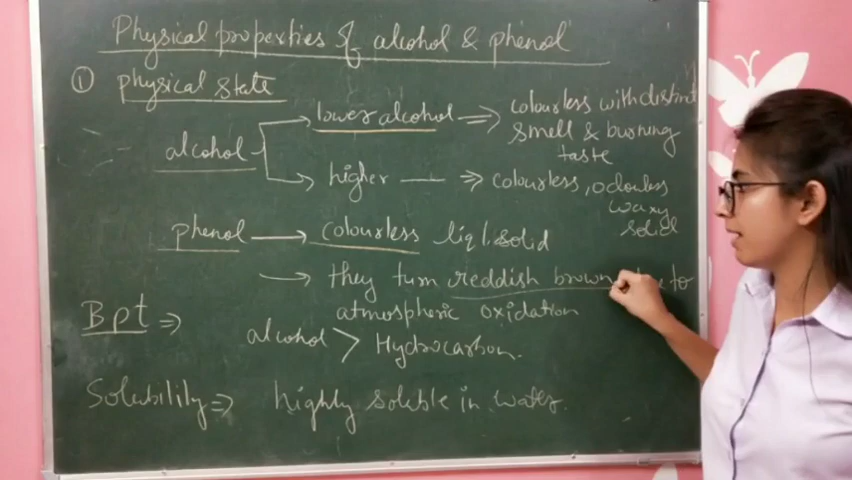 Physical properties of alcohol & phenol
① physical state
alcohol
lower alcohol ⇒ colourless with distinct
smell & burning
taste
higher ⇒ colourless, odourless
waxy
solid
phenol → colourless liq/solid
→ they turn reddish brown to
atmospheric oxidation
Bpt ⇒ alcohol > Hydrocarbon.
Solubility ⇒ highly soluble in water.